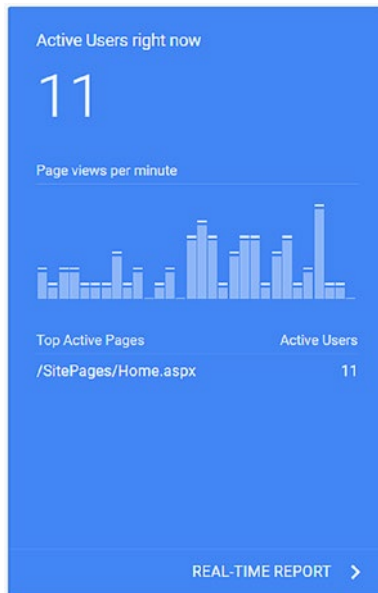 Active Users right now
11
Page views per minute
Top Active Pages Active Users
/SitePages/Home.aspx 11
REAL-TIME REPORT